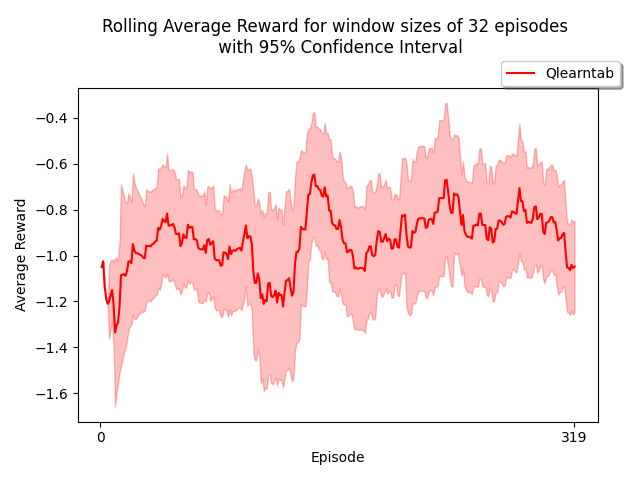 Rolling Average Reward for window sizes of 32 episodes
with 95% Confidence Interval
Qlearntab
−0.4
−0.6
−0.8
−1.0
−1.2
−1.4
−1.6
Average Reward
0
319
Episode